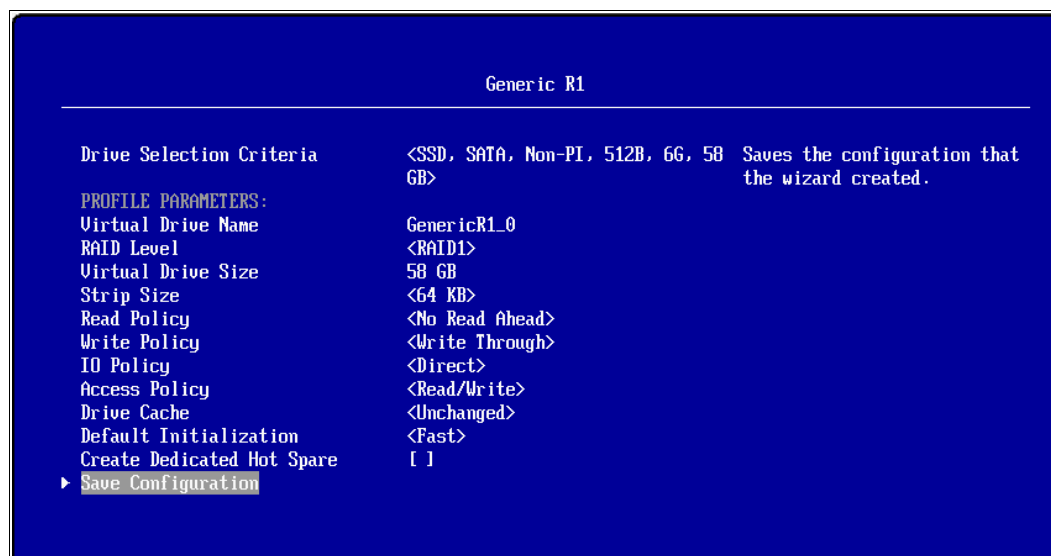 Generic R1
Drive Selection Criteria <SSD, SATA, Non-PI, 512B, 6G, 58 GB>
Saves the configuration that
the wizard created.
PROFILE PARAMETERS:
Virtual Drive Name GenericR1_0
RAID Level <RAID1>
Virtual Drive Size 58 GB
Strip Size <64 KB>
Read Policy <No Read Ahead>
Write Policy <Write Through>
IO Policy <Direct>
Access Policy <Read/Write>
Drive Cache <Unchanged>
Default Initialization <Fast>
Create Dedicated Hot Spare [ ]
Save Configuration